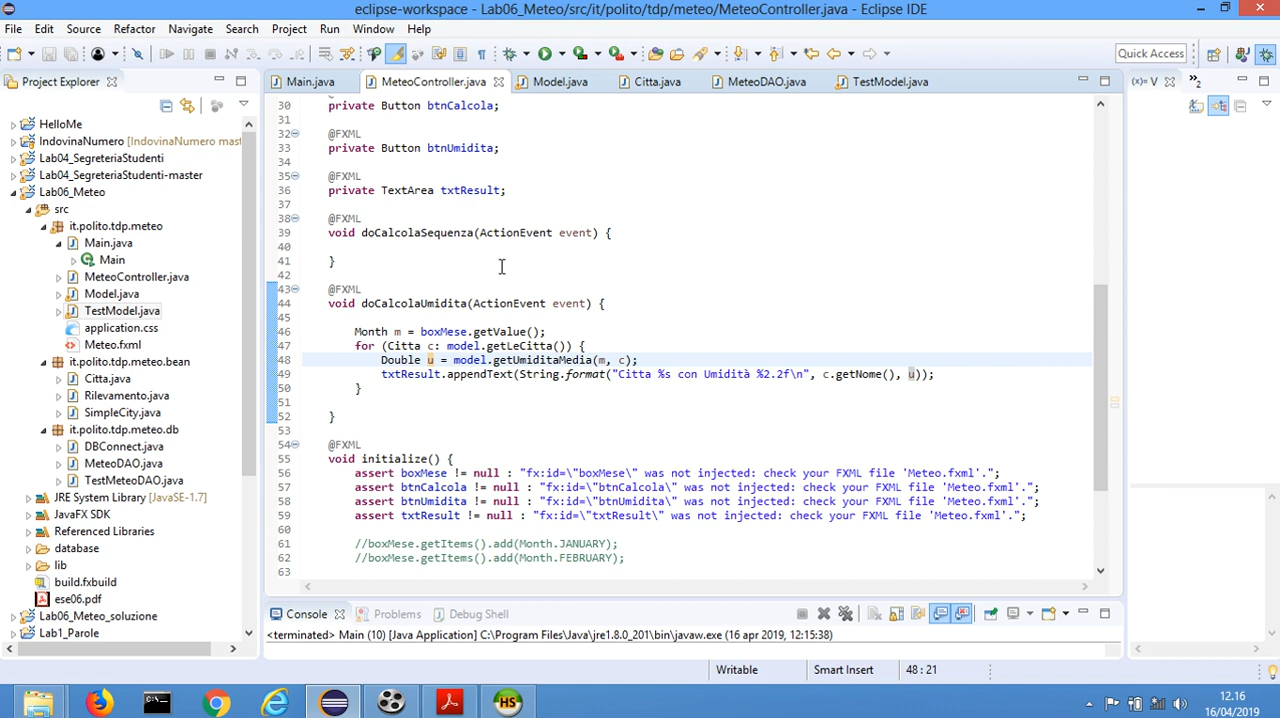 eclipse-workspace - Lab06_Meteo/src/it/polito/tdp/meteo/MeteoController.java - Eclipse IDE
File Edit Source Refactor Navigate Search Project Run Window Help
Quick Access
Project Explorer
Main.java MeteoController.java Model.java Citta.java MeteoDAO.java TestModel.java
(x)= V
2
HelloMe
IndovinaNumero [IndovinaNumero mast
Lab04_SegreteriaStudenti
Lab04_SegreteriaStudenti-master
Lab06_Meteo
src
it.polito.tdp.meteo
Main.java
Main
MeteoController.java
Model.java
TestModel.java
application.css
Meteo.fxml
it.polito.tdp.meteo.bean
Citta.java
Rilevamento.java
SimpleCity.java
it.polito.tdp.meteo.db
DBConnect.java
MeteoDAO.java
TestMeteoDAO.java
JRE System Library [JavaSE-1.7]
JavaFX SDK
Referenced Libraries
database
lib
build.fxbuild
ese06.pdf
Lab06_Meteo_soluzione
Lab1_Parole
30 private Button btnCalcola;
31
32 @FXML
33 private Button btnUmidita;
34
35 @FXML
36 private TextArea txtResult;
37
38 @FXML
39 void doCalcolaSequenza(ActionEvent event) {
40
41 }
42
43 @FXML
44 void doCalcolaUmidita(ActionEvent event) {
45
46 Month m = boxMese.getValue();
47 for (Citta c: model.getLeCitta()) {
48 Double u = model.getUmiditaMedia(m, c);
49 txtResult.appendText(String.format("Citta %s con Umidità %2.2f\n", c.getNome(), u));
50 }
51
52 }
53
54 @FXML
55 void initialize() {
56 assert boxMese != null : "fx:id=\"boxMese\" was not injected: check your FXML file 'Meteo.fxml'.";
57 assert btnCalcola != null : "fx:id=\"btnCalcola\" was not injected: check your FXML file 'Meteo.fxml'.";
58 assert btnUmidita != null : "fx:id=\"btnUmidita\" was not injected: check your FXML file 'Meteo.fxml'.";
59 assert txtResult != null : "fx:id=\"txtResult\" was not injected: check your FXML file 'Meteo.fxml'.";
60
61 //boxMese.getItems().add(Month.JANUARY);
62 //boxMese.getItems().add(Month.FEBRUARY);
63
Console Problems Debug Shell
<terminated> Main (10) [Java Application] C:\Program Files\Java\jre1.8.0_201\bin\javaw.exe (16 apr 2019, 12:15:38)
Writable Smart Insert 48 : 21
HS
12.16
16/04/2019